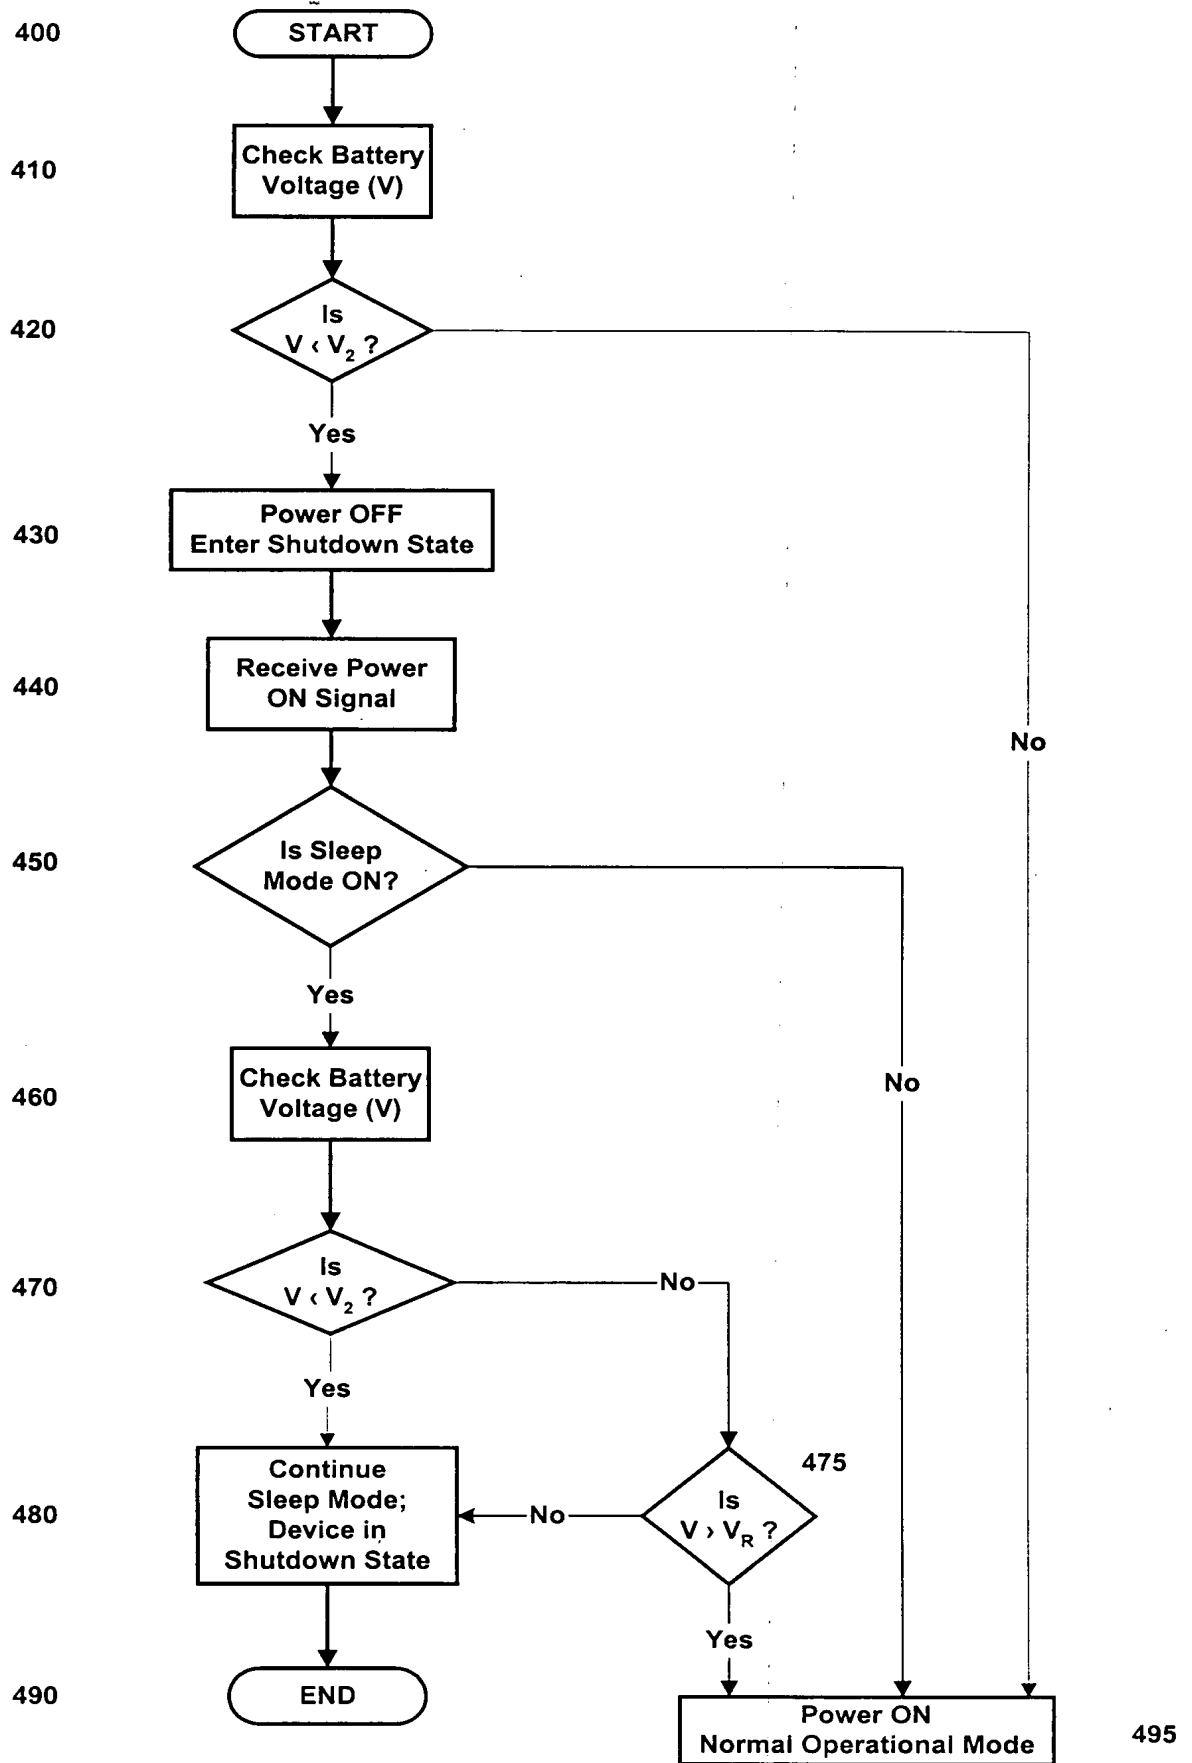 400
START
410
Check Battery
Voltage (V)
420
Is
V < V2 ?
Yes
430
Power OFF
Enter Shutdown State
440
Receive Power
ON Signal
No
450
Is Sleep
Mode ON?
Yes
460
Check Battery
Voltage (V)
No
470
Is
V < V2 ?
No
Yes
475
480
Continue
Sleep Mode;
Device in
Shutdown State
No
Is
V > VR ?
Yes
490
END
Power ON
Normal Operational Mode
495